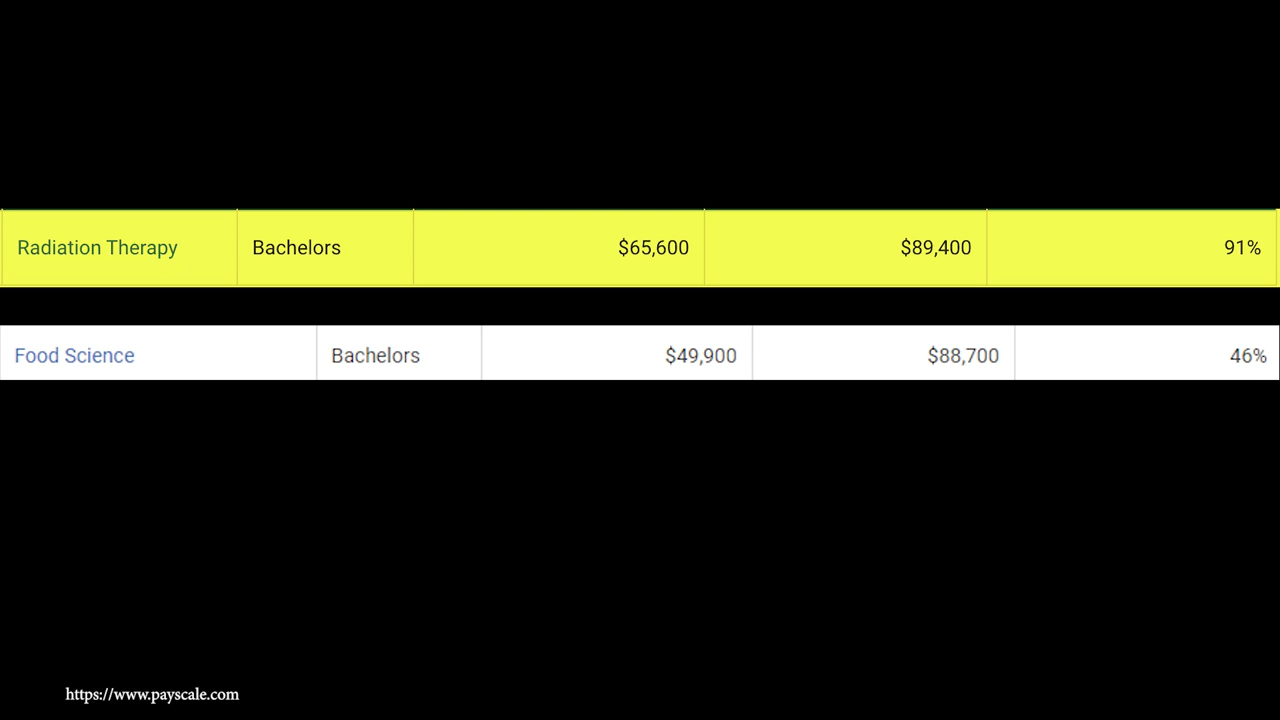 Radiation Therapy Bachelors $65,600 $89,400 91%
Food Science Bachelors $49,900 $88,700 46%
https://www.payscale.com